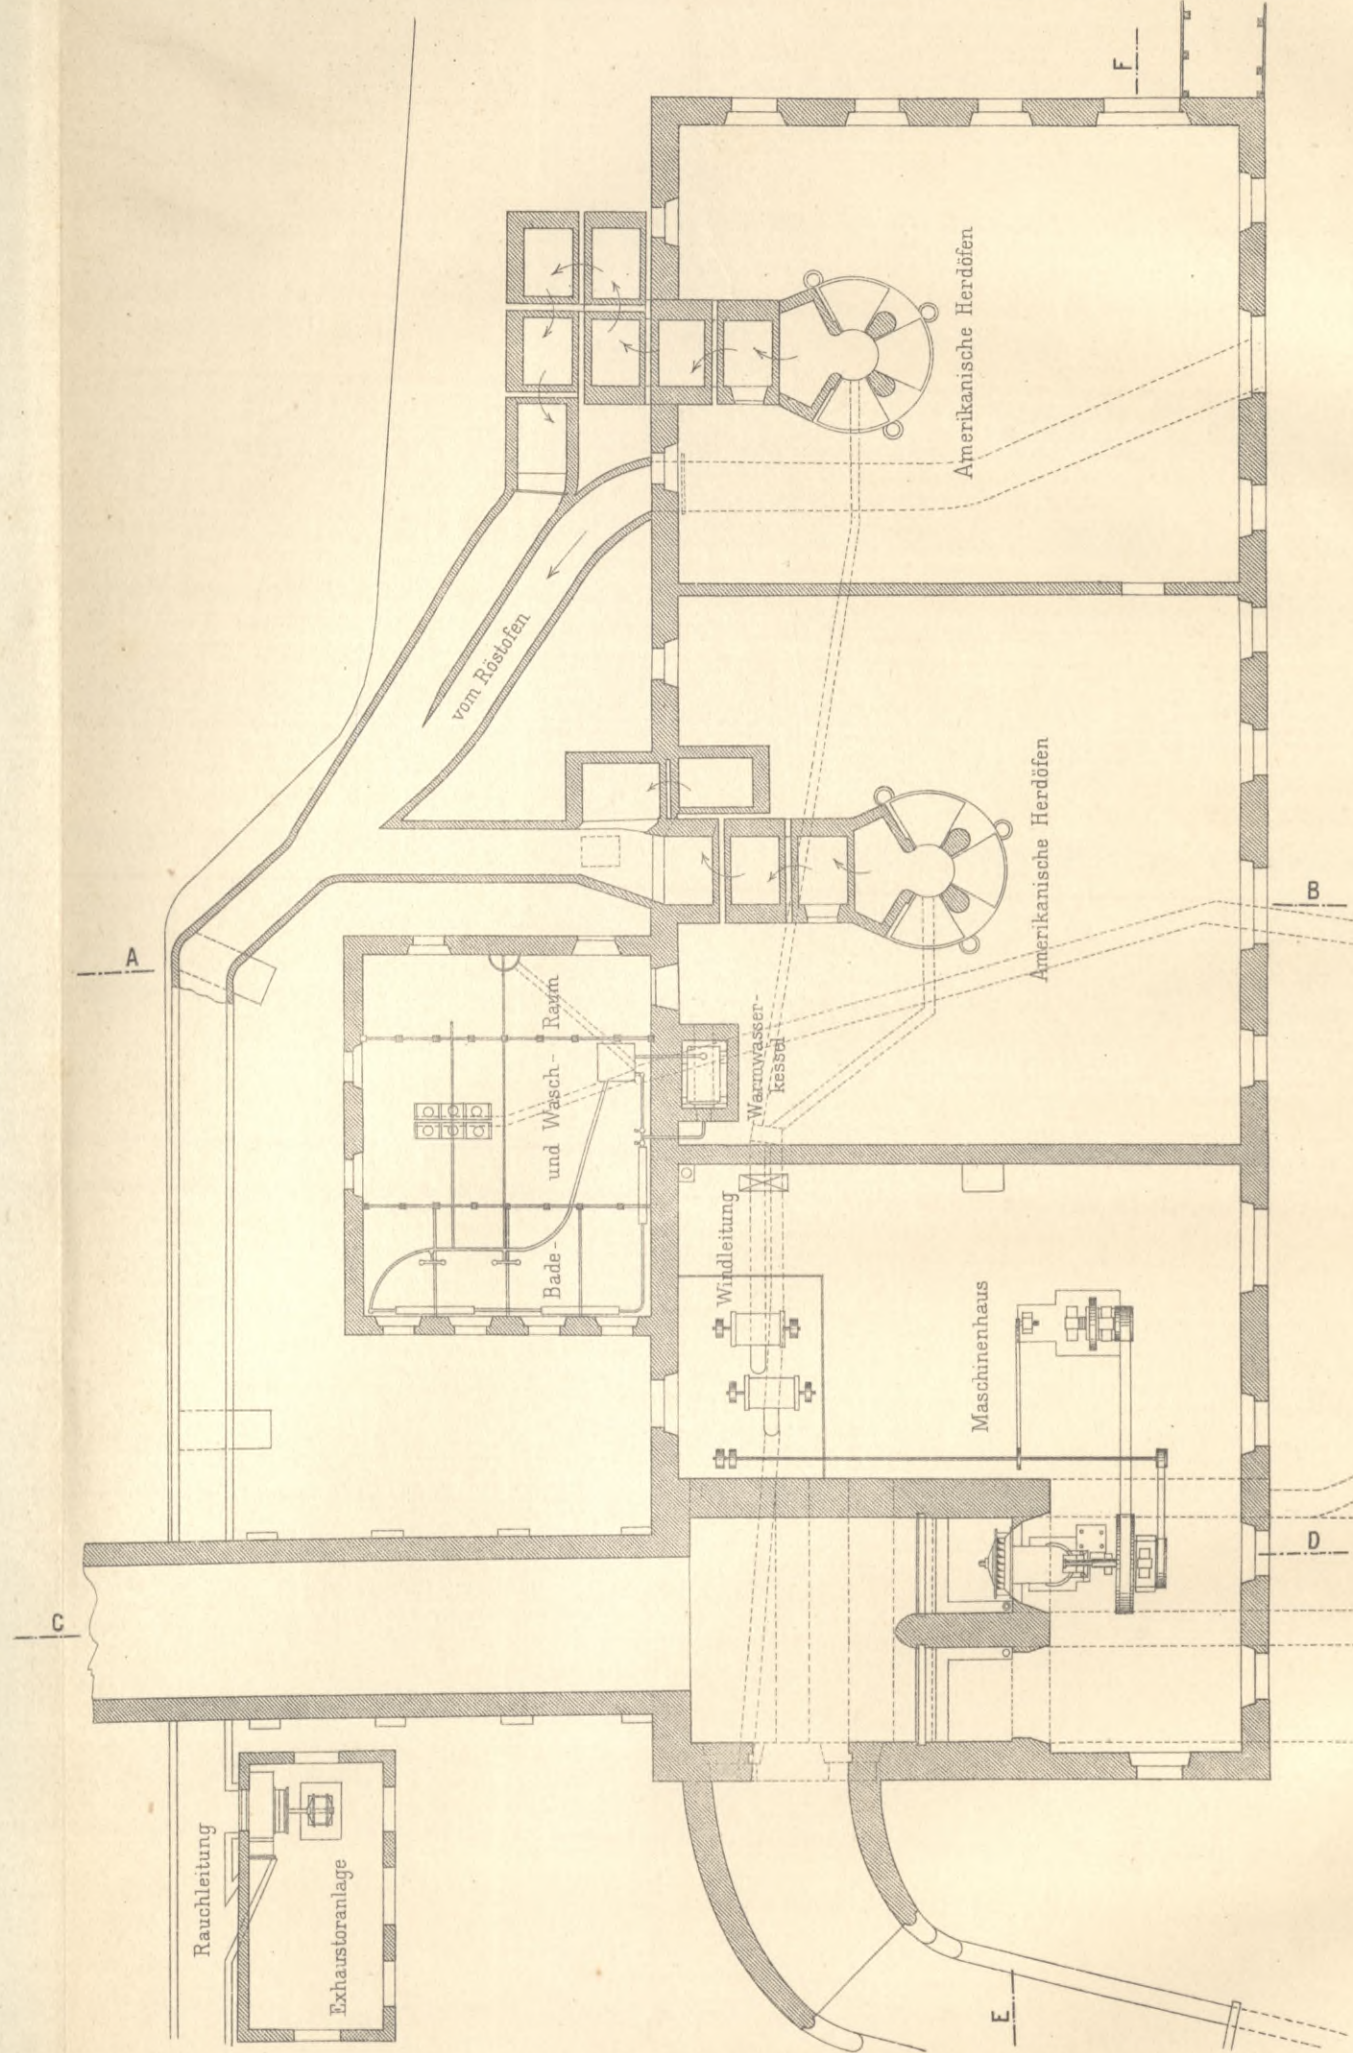 F
Amerikanische Herdöfen
vom Röstofen
Amerikanische Herdöfen
B
A
Bade- und Wasch-Raum
Warmwasser-
kessel
Windleitung
Maschinenhaus
D
C
Rauchleitung
Exhaustoranlage
E